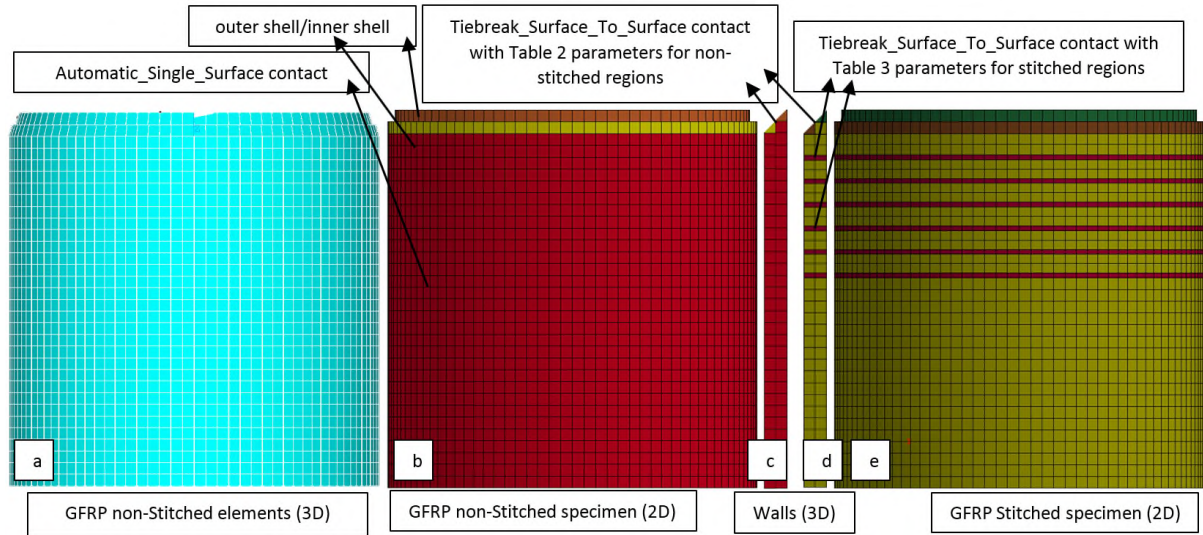 outer shell/inner shell
Automatic_Single_Surface contact
Tiebreak_Surface_To_Surface contact
with Table 2 parameters for non-
stitched regions
Tiebreak_Surface_To_Surface contact with
Table 3 parameters for stitched regions
a
b
c
d
e
GFRP non-Stitched elements (3D)
GFRP non-Stitched specimen (2D)
Walls (3D)
GFRP Stitched specimen (2D)